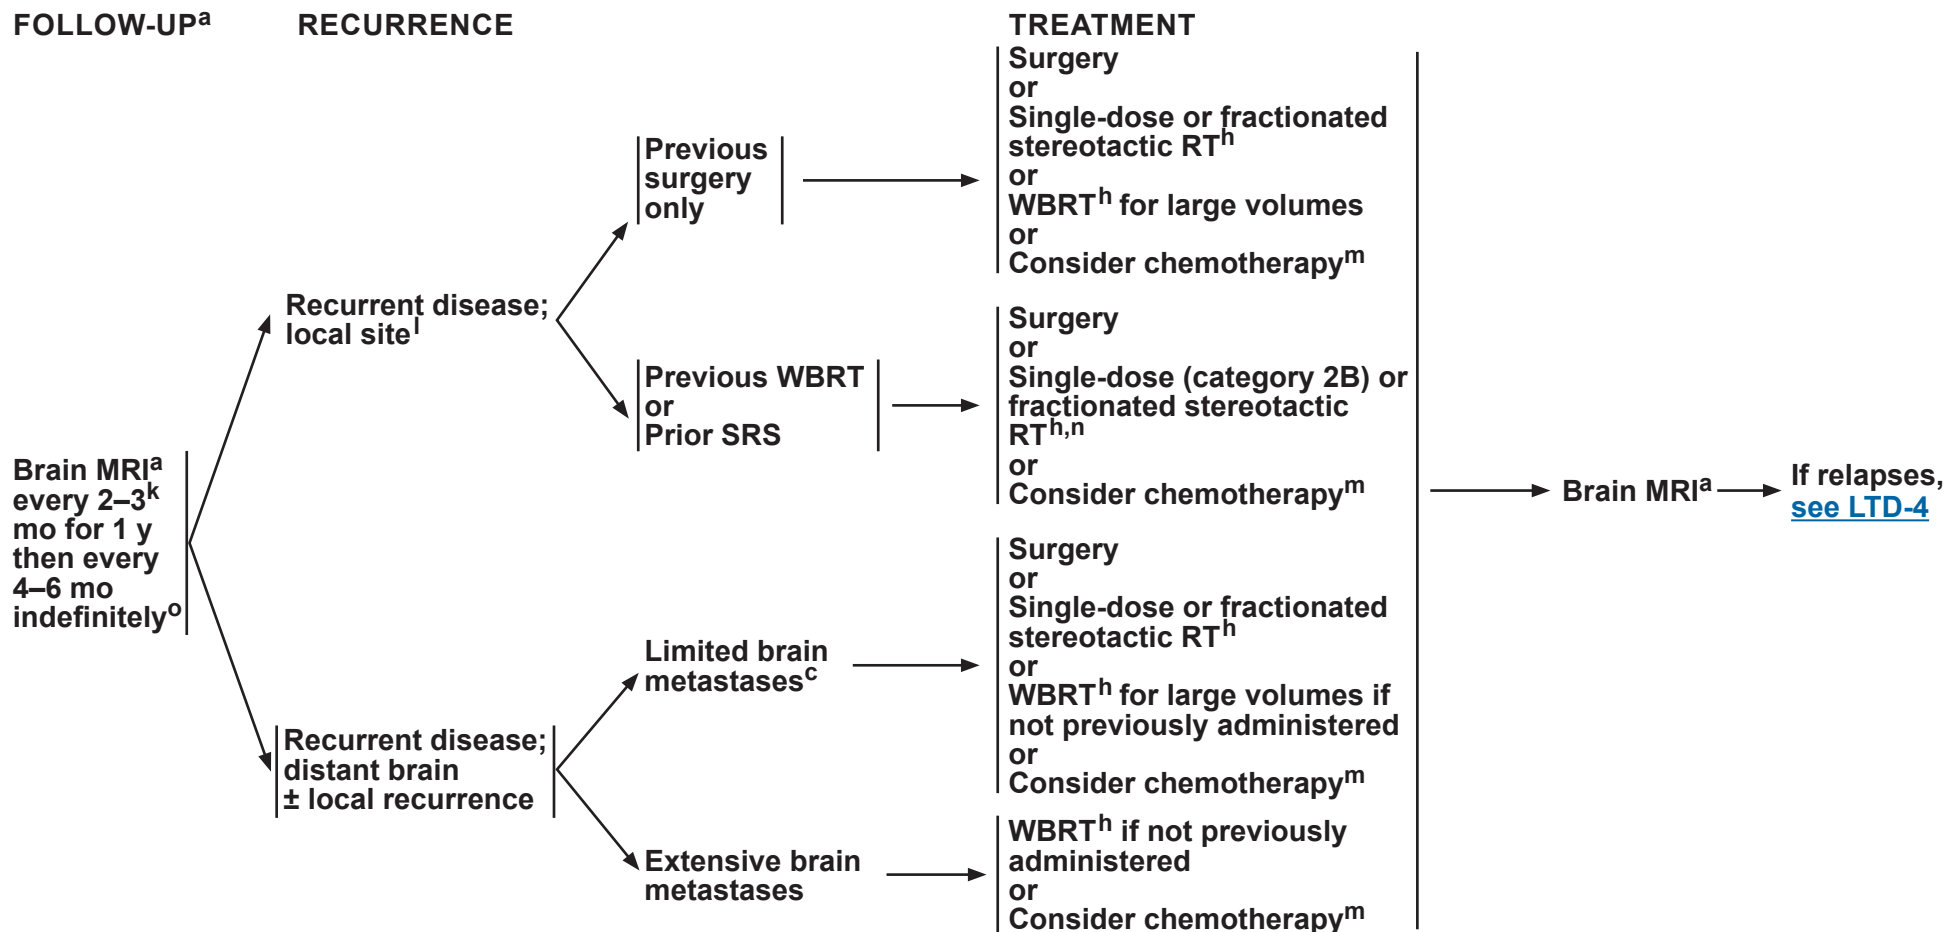 FOLLOW-UPa
RECURRENCE
TREATMENT
Brain MRIa
every 2–3k
mo for 1 y
then every
4–6 mo
indefinitelyo
Recurrent disease;
local sitel
Previous
surgery
only
Surgery
or
Single-dose or fractionated
stereotactic RTh
or
WBRTh for large volumes
or
Consider chemotherapym
Previous WBRT
or
Prior SRS
Surgery
or
Single-dose (category 2B) or
fractionated stereotactic
RTh,n
or
Consider chemotherapym
Recurrent disease;
distant brain
± local recurrence
Limited brain
metastasesc
Surgery
or
Single-dose or fractionated
stereotactic RTh
or
WBRTh for large volumes if
not previously administered
or
Consider chemotherapym
Extensive brain
metastases
WBRTh if not previously
administered
or
Consider chemotherapym
Brain MRIa
If relapses,
see LTD-4